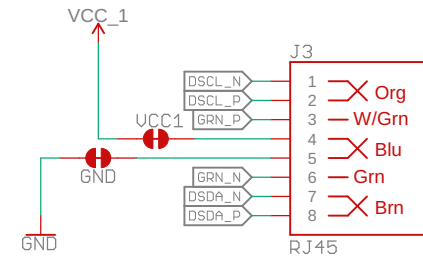 VCC_1
J3
DSCL_N 1
DSCL_P 2 Org
GRN_P 3 W/Grn
VCC1 4
5 Blu
GND
GRN_N 6 Grn
DSDA_N 7
DSDA_P 8 Brn
GND
RJ45